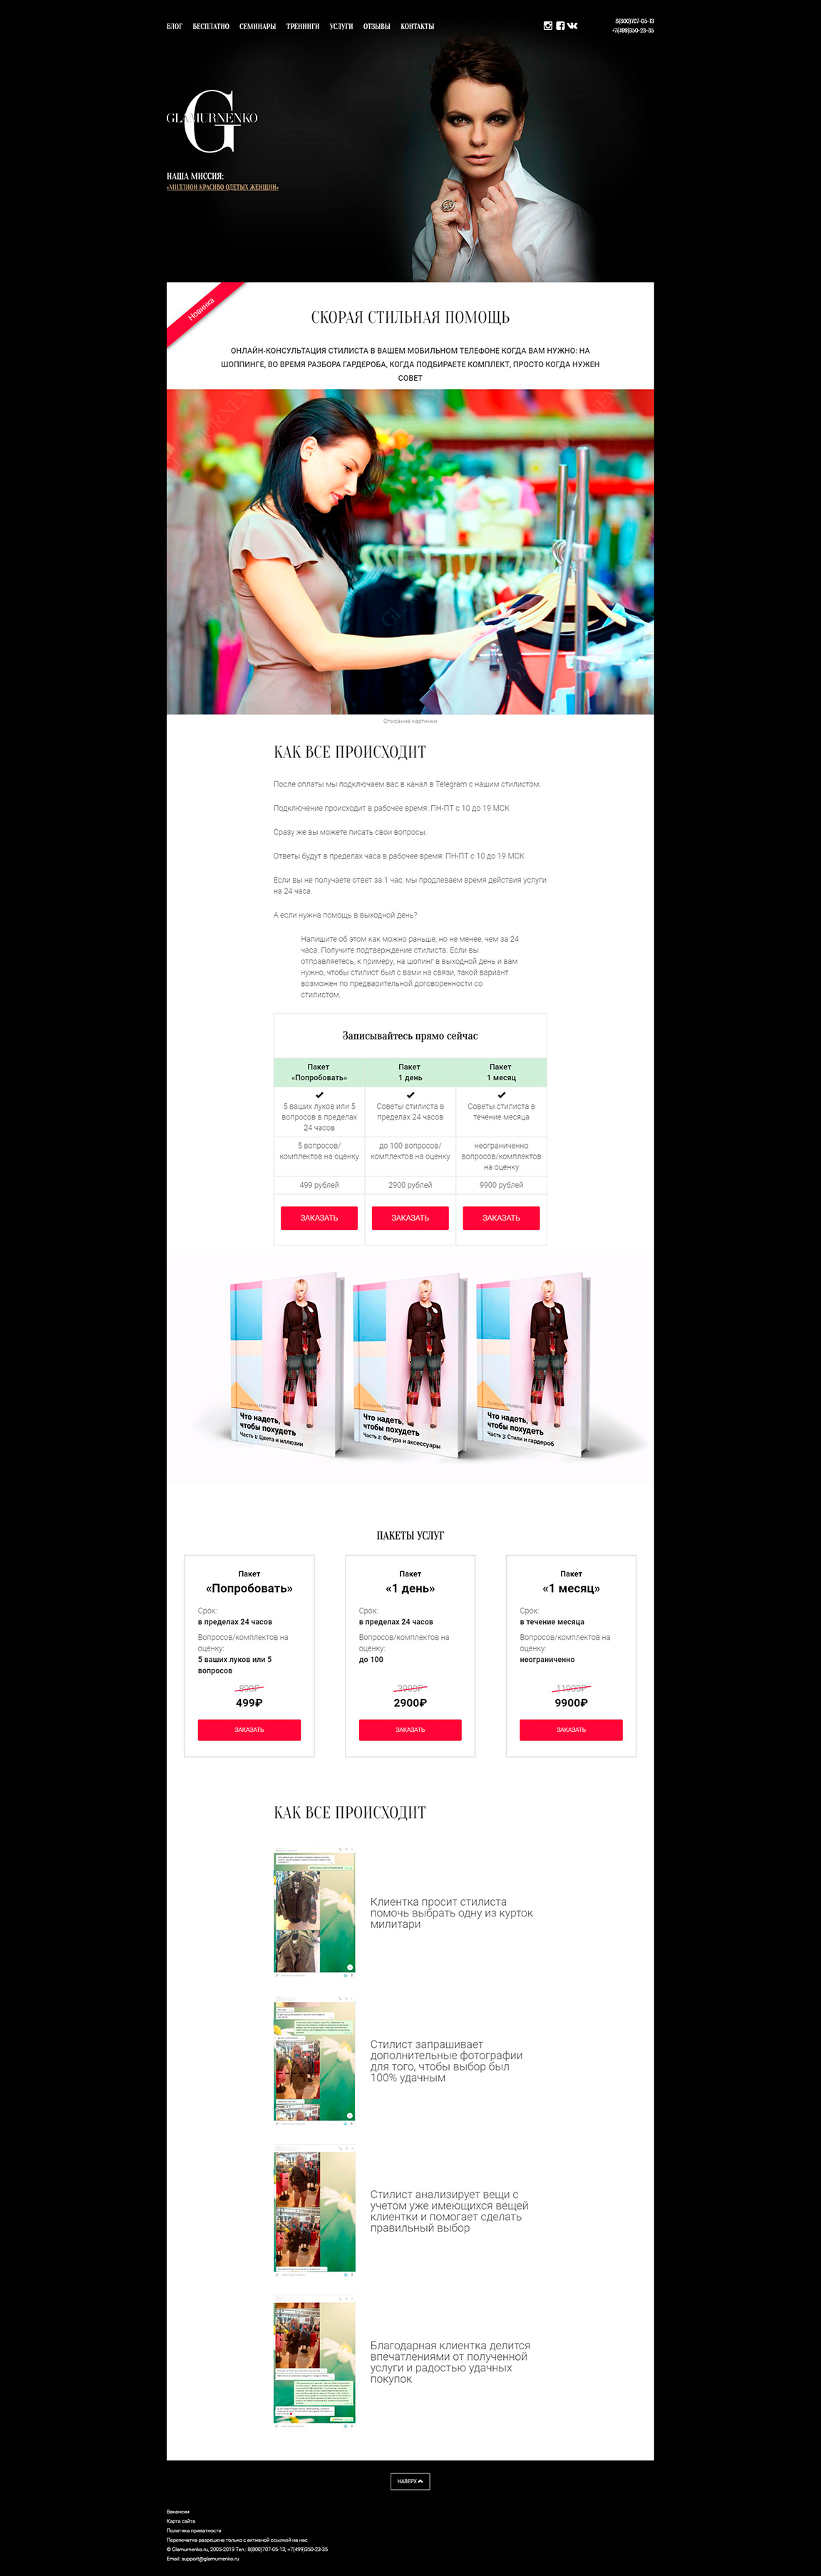 БЛОГ БЕСПЛАТНО СЕМИНАРЫ ТРЕНИНГИ УСЛУГИ ОТЗЫВЫ КОНТАКТЫ
8(800)707-05-13
+7(499)350-23-35
G
GLAMURNENKO
НАША МИССИЯ:
«МИЛЛИОН КРАСИВО ОДЕТЫХ ЖЕНЩИН»
Новинка
СКОРАЯ СТИЛЬНАЯ ПОМОЩЬ
ОНЛАЙН-КОНСУЛЬТАЦИЯ СТИЛИСТА В ВАШЕМ МОБИЛЬНОМ ТЕЛЕФОНЕ КОГДА ВАМ НУЖНО: НА
ШОППИНГЕ, ВО ВРЕМЯ РАЗБОРА ГАРДЕРОБА, КОГДА ПОДБИРАЕТЕ КОМПЛЕКТ, ПРОСТО КОГДА НУЖЕН
СОВЕТ
Описание картинки
КАК ВСЕ ПРОИСХОДИТ
После оплаты мы подключаем вас в канал в Telegram с нашим стилистом.
Подключение происходит в рабочее время: ПН-ПТ с 10 до 19 МСК
Сразу же вы можете писать свои вопросы.
Ответы будут в пределах часа в рабочее время: ПН-ПТ с 10 до 19 МСК
Если вы не получаете ответ за 1 час, мы продлеваем время действия услуги
на 24 часа.
А если нужна помощь в выходной день?
Напишите об этом как можно раньше, но не менее, чем за 24
часа. Получите подтверждение стилиста. Если вы
отправляетесь, к примеру, на шопинг в выходной день и вам
нужно, чтобы стилист был с вами на связи, такой вариант
возможен по предварительной договоренности со
стилистом.
Записывайтесь прямо сейчас
Пакет
«Попробовать»
Пакет
1 день
Пакет
1 месяц
5 ваших луков или 5
вопросов в пределах
24 часов
Советы стилиста в
пределах 24 часов
Советы стилиста в
течение месяца
5 вопросов/
комплектов на оценку
до 100 вопросов/
комплектов на оценку
неограниченно
вопросов/комплектов
на оценку
499 рублей
2900 рублей
9900 рублей
ЗАКАЗАТЬ ЗАКАЗАТЬ ЗАКАЗАТЬ
Что надеть,
чтобы похудеть
Часть 1: Цвета и иллюзии
Что надеть,
чтобы похудеть
Часть 2: Фигура и аксессуары
Что надеть,
чтобы похудеть
Часть 3: Стили и гардероб
ПАКЕТЫ УСЛУГ
Пакет
«Попробовать»
Срок:
в пределах 24 часов
Вопросов/комплектов на
оценку:
5 ваших луков или 5
вопросов
890₽
499₽
ЗАКАЗАТЬ
Пакет
«1 день»
Срок:
в пределах 24 часов
Вопросов/комплектов на
оценку:
до 100
3900₽
2900₽
ЗАКАЗАТЬ
Пакет
«1 месяц»
Срок:
в течение месяца
Вопросов/комплектов на
оценку:
неограниченно
11900₽
9900₽
ЗАКАЗАТЬ
КАК ВСЕ ПРОИСХОДИТ
Клиентка просит стилиста
помочь выбрать одну из курток
милитари
Стилист запрашивает
дополнительные фотографии
для того, чтобы выбор был
100% удачным
Стилист анализирует вещи с
учетом уже имеющихся вещей
клиентки и помогает сделать
правильный выбор
Благодарная клиентка делится
впечатлениями от полученной
услуги и радостью удачных
покупок
НАВЕРХ
Вакансии
Карта сайта
Политика приватности
Перепечатка разрешена только с активной ссылкой на нас
© Glamurnenko.ru, 2005-2019 Тел.: 8(800)707-05-13; +7(499)350-23-35
Email: support@glamurnenko.ru